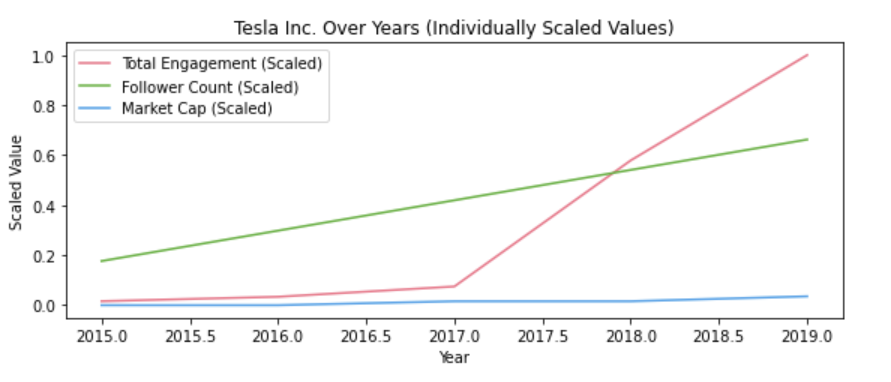 Tesla Inc. Over Years (Individually Scaled Values)
Total Engagement (Scaled)
Follower Count (Scaled)
Market Cap (Scaled)
Scaled Value
1.0
0.8
0.6
0.4
0.2
0.0
2015.0 2015.5 2016.0 2016.5 2017.0 2017.5 2018.0 2018.5 2019.0
Year